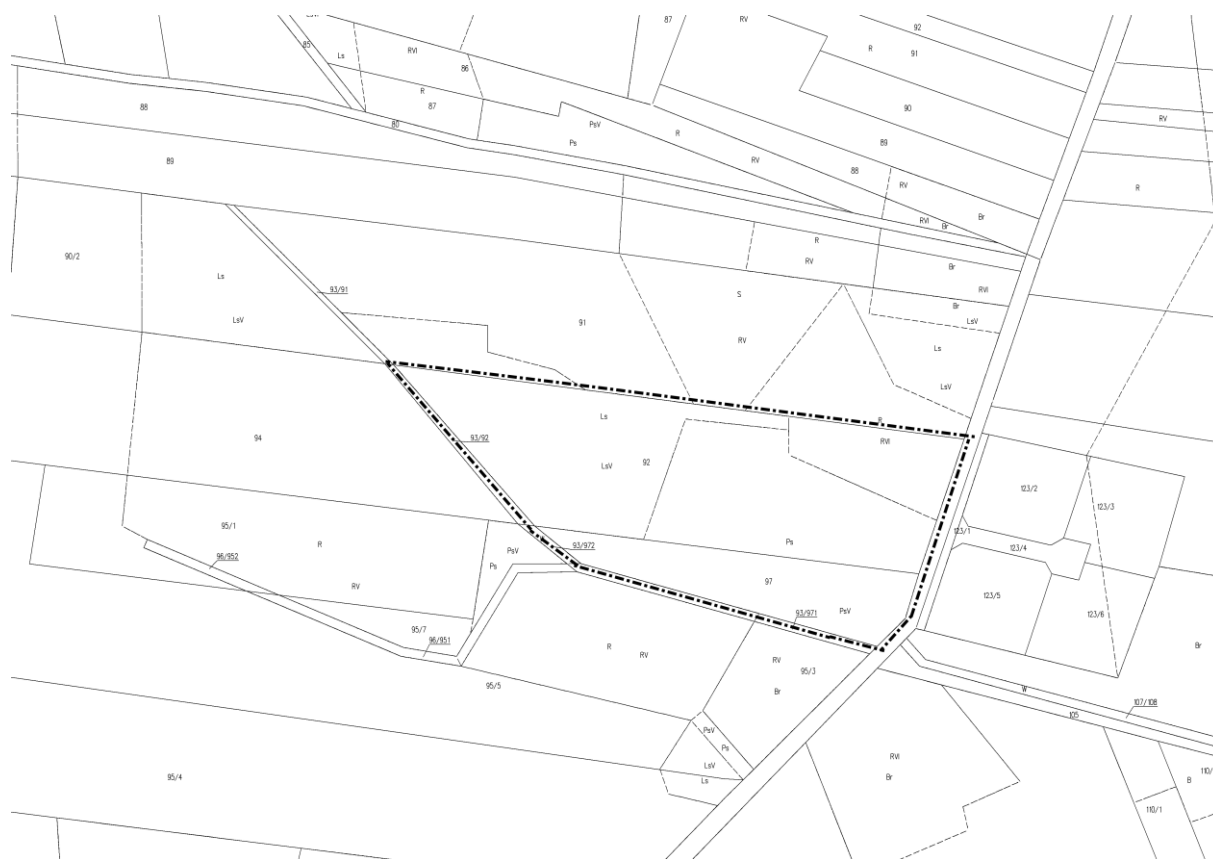 87
RV
92
85
RVI
R
91
Ls
86
R
87
90
88
80
PsV
R
RV
Ps
89
89
RV
88
RV
R
RVI
Br
Br
R
90/2
RV
Br
Ls
RVI
93/91
S
Br
LsV
91
LsV
RV
Ls
LsV
Ls
R
94
93/92
RVI
LsV
92
123/2
123/3
95/1
123/1
R
93/972
Ps
123/4
PsV
96/952
Ps
97
RV
PsV
123/5
93/971
123/6
95/7
96/951
R
RV
RV
95/3
Br
95/5
Br
W
107/108
105
PsV
Ps
RVI
LsV
95/4
Ls
Br
B
110/
110/1